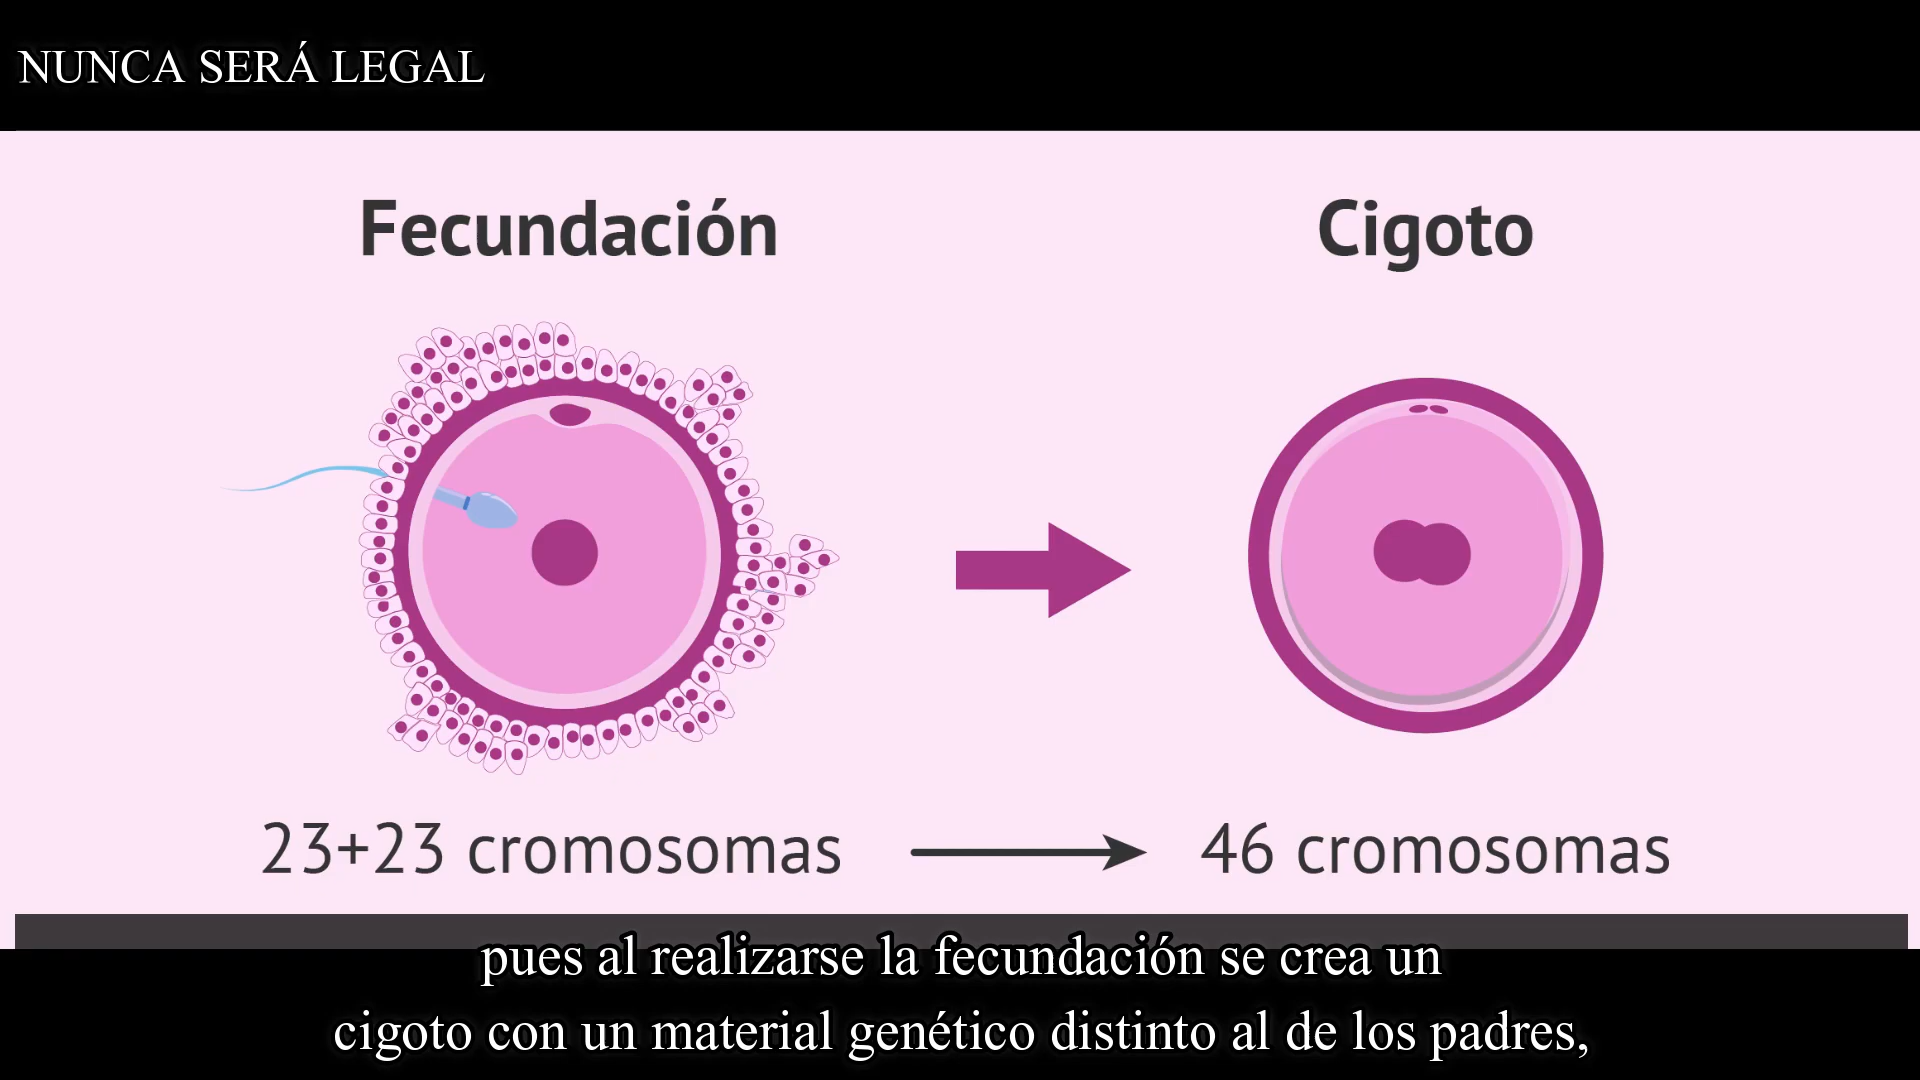 NUNCA SERÁ LEGAL
Fecundación
Cigoto
23+23 cromosomas
46 cromosomas
pues al realizarse la fecundación se crea un
cigoto con un material genético distinto al de los padres,